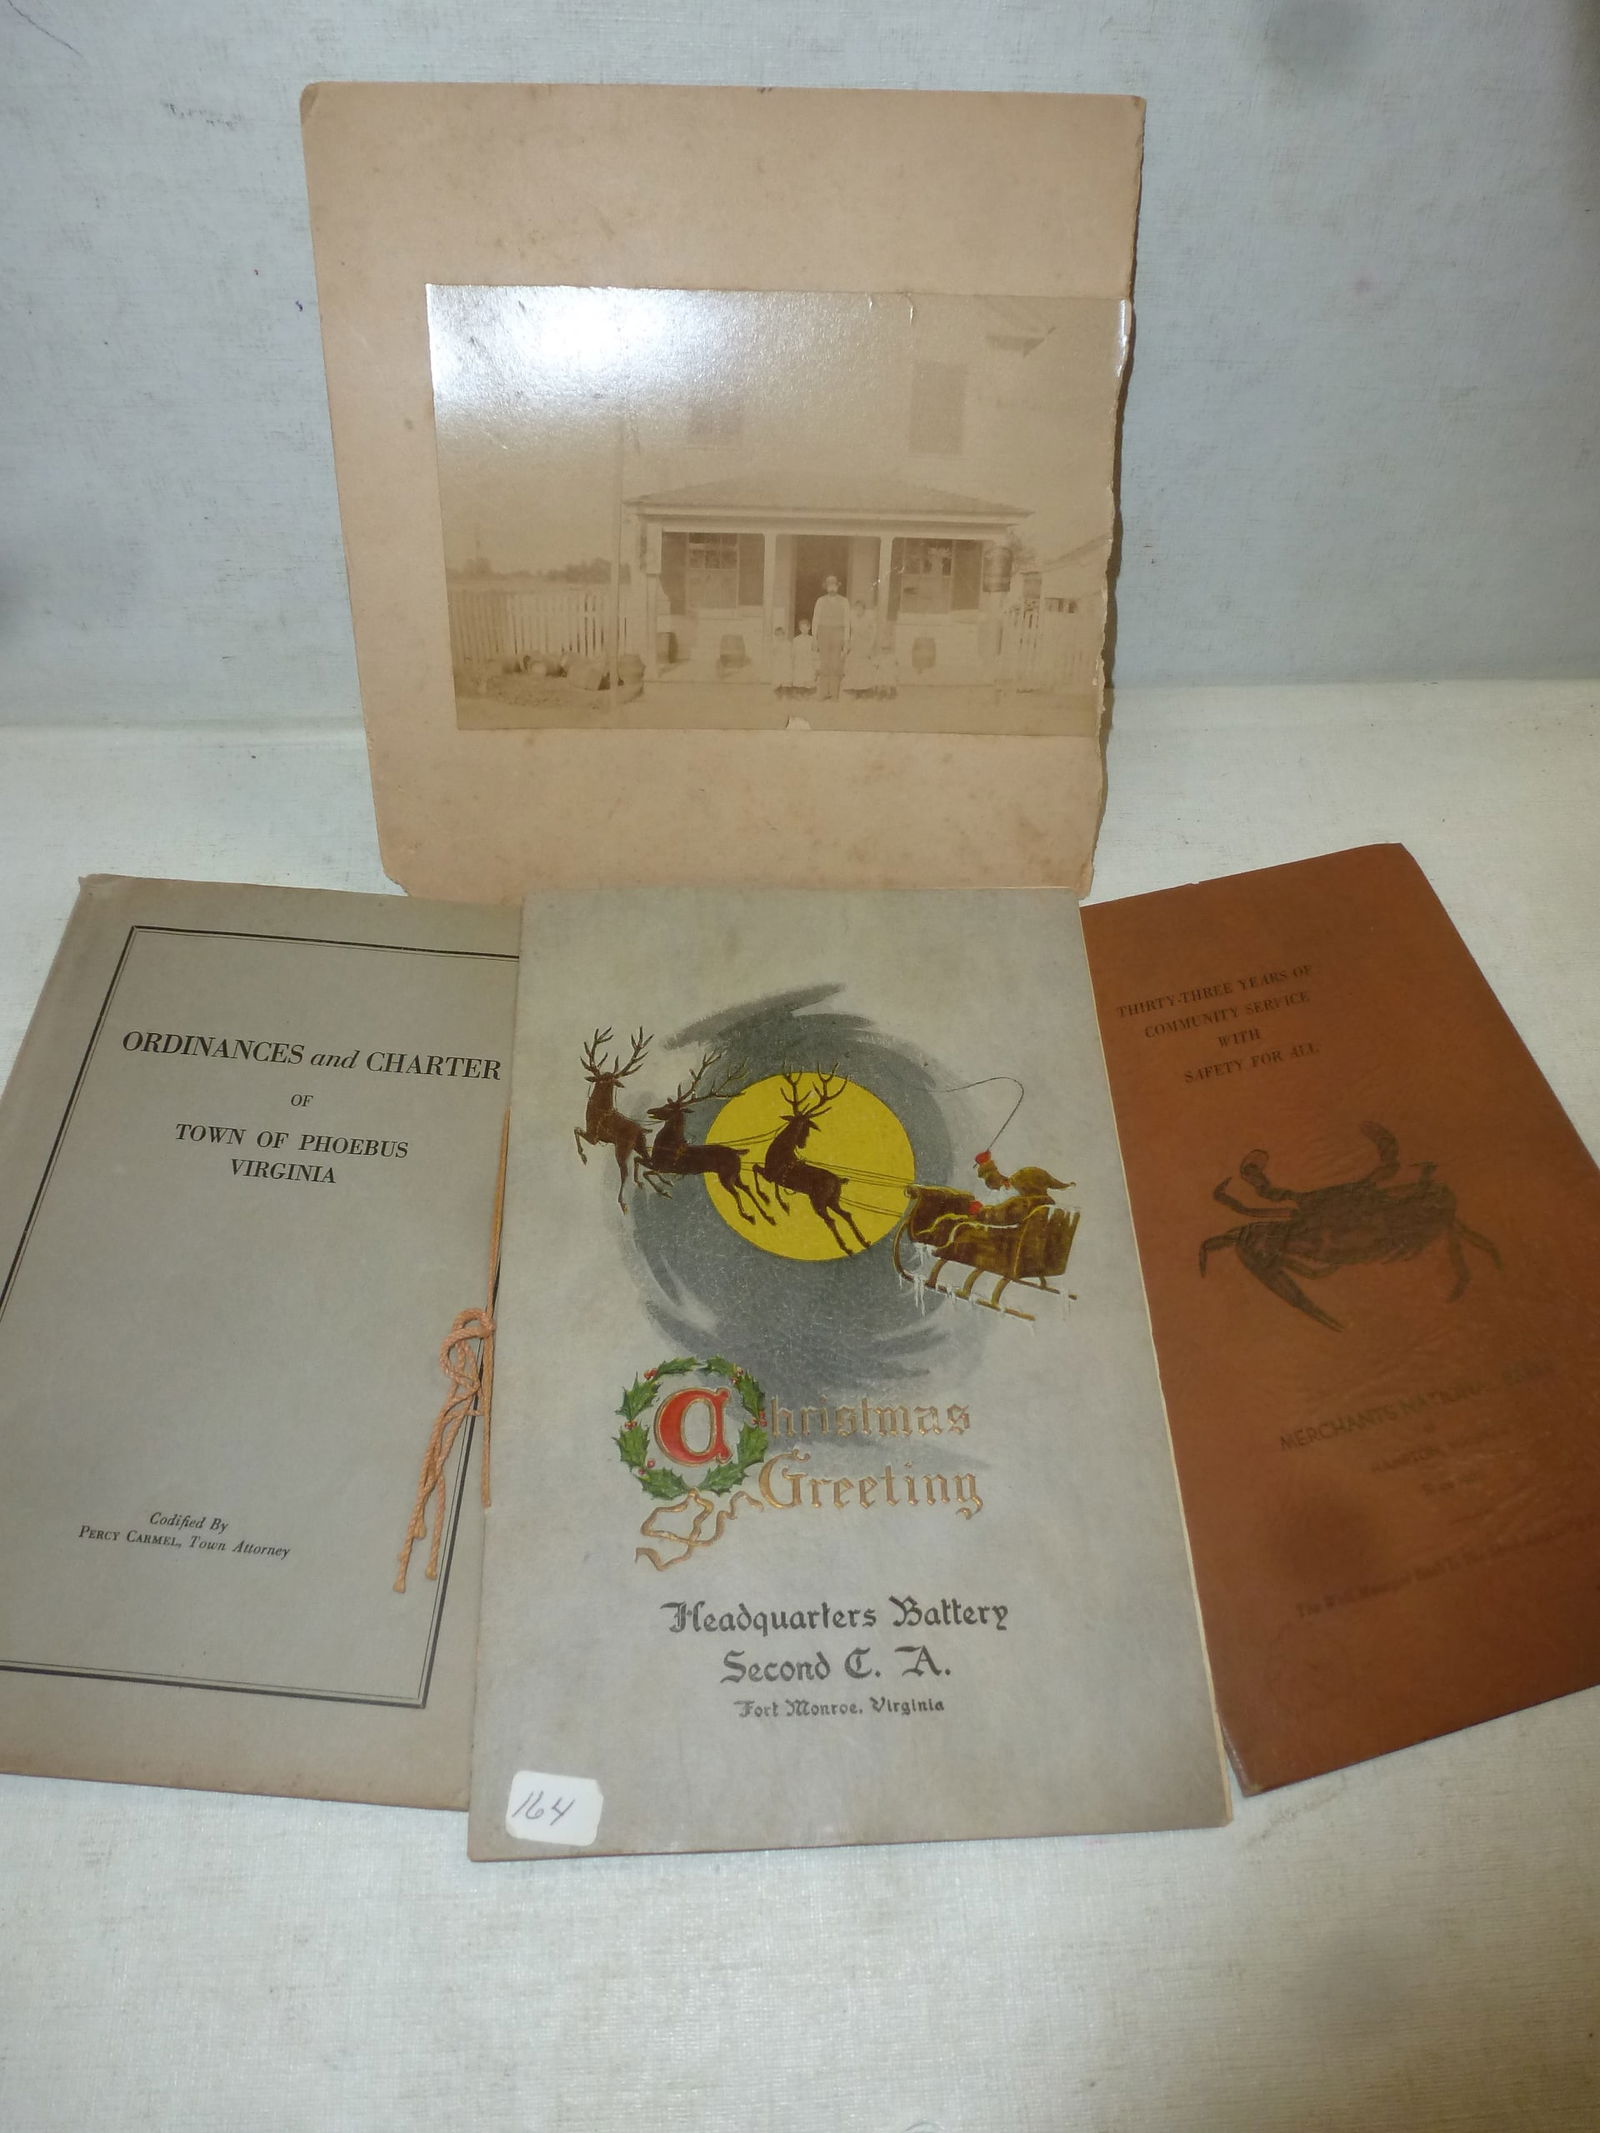 ORDINANCES and CHARTER
OF
TOWN OF PHOEBUS
VIRGINIA
Codified By
PERCY CARMEL, Town Attorney
Christmas
Greeting
Headquarters Battery
Second C. A.
Fort Monroe, Virginia
164
THIRTY-THREE YEARS OF
COMMUNITY SERVICE
WITH
SAFETY FOR ALL
MERCHANTS NATIONAL